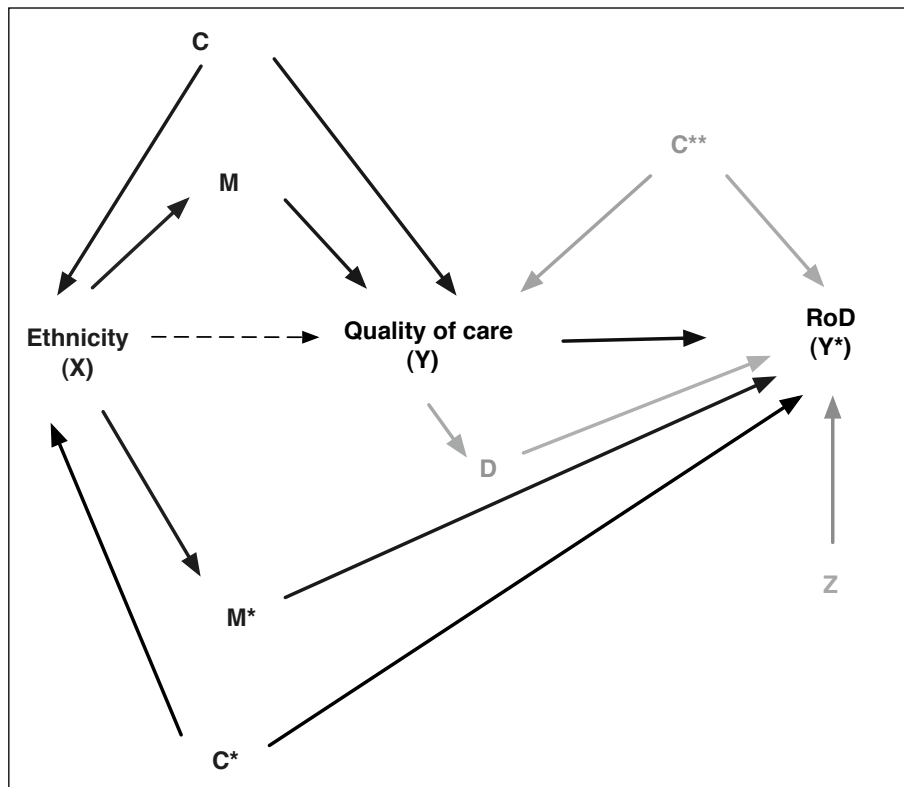 C
C**
M
Ethnicity
(X)
Quality of care
(Y)
RoD
(Y*)
D
Z
M*
C*